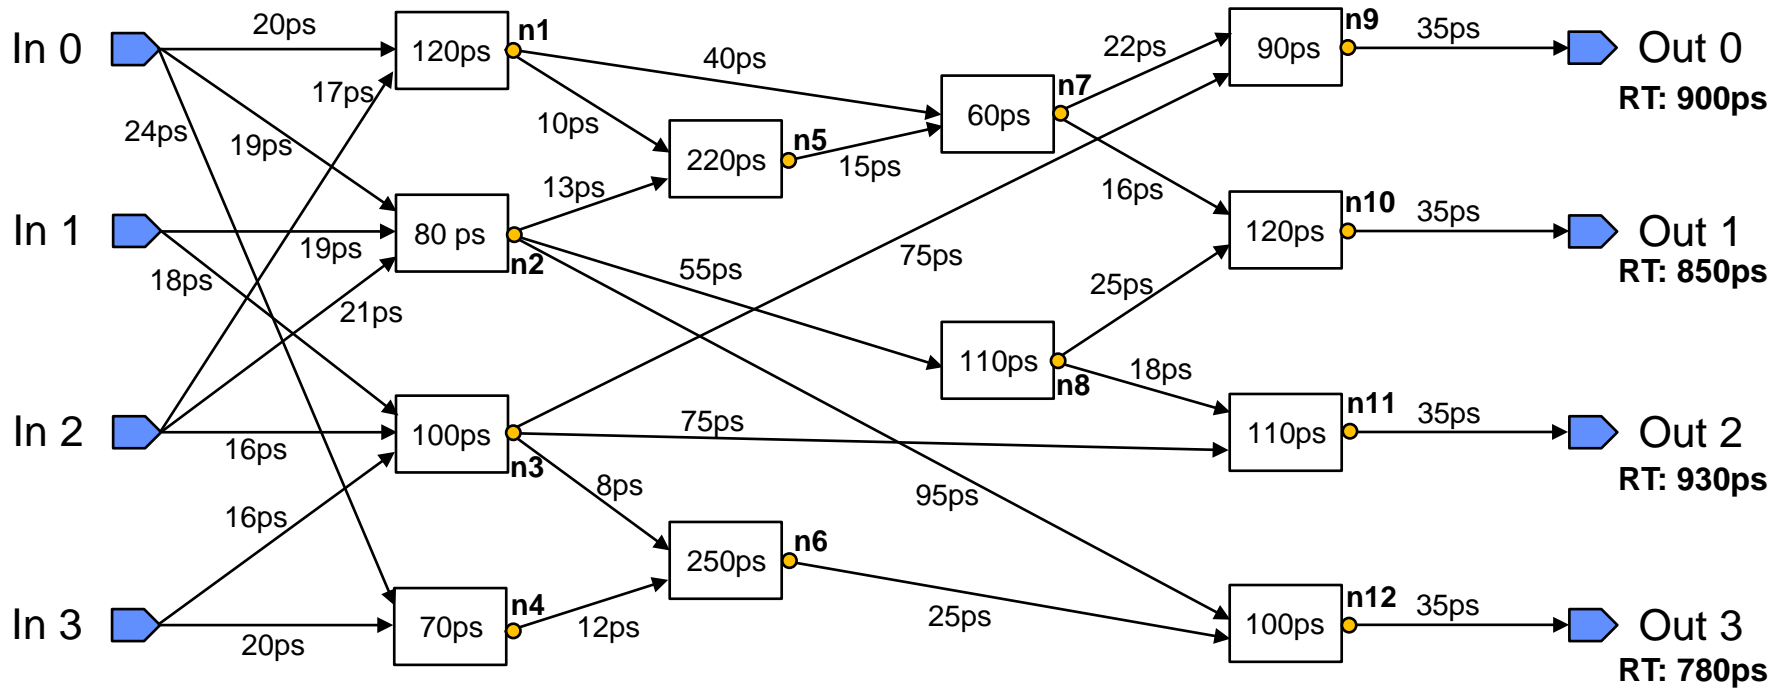 In 0
20ps
120ps
n1
40ps
22ps
90ps
n9
35ps
Out 0
RT: 900ps
17ps
24ps
19ps
10ps
60ps
n7
220ps
n5
15ps
13ps
16ps
In 1
19ps
80 ps
n2
18ps
21ps
55ps
75ps
25ps
120ps
n10
35ps
Out 1
RT: 850ps
110ps
n8
18ps
In 2
16ps
100ps
n3
75ps
110ps
n11
35ps
Out 2
RT: 930ps
16ps
8ps
95ps
250ps
n6
In 3
20ps
70ps
n4
12ps
25ps
100ps
n12
35ps
Out 3
RT: 780ps